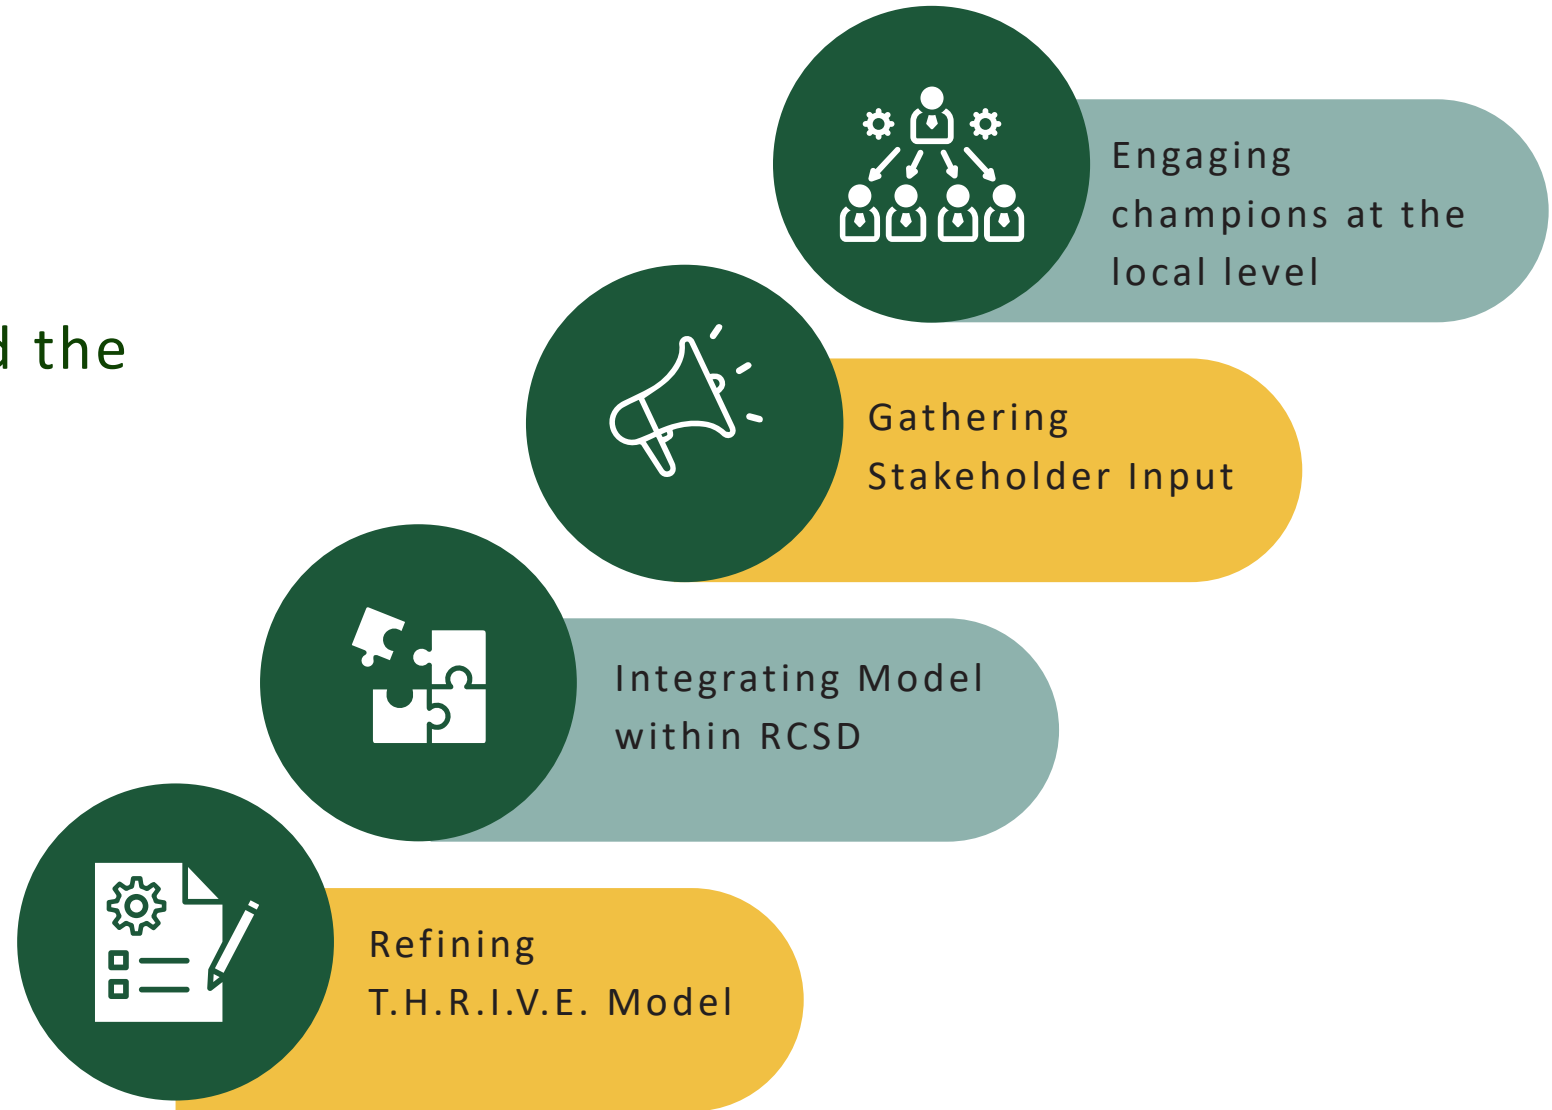 Engaging
champions at the
local level
d the
Gathering
Stakeholder Input
Integrating Model
within RCSD
Refining
T.H.R.I.V.E. Model